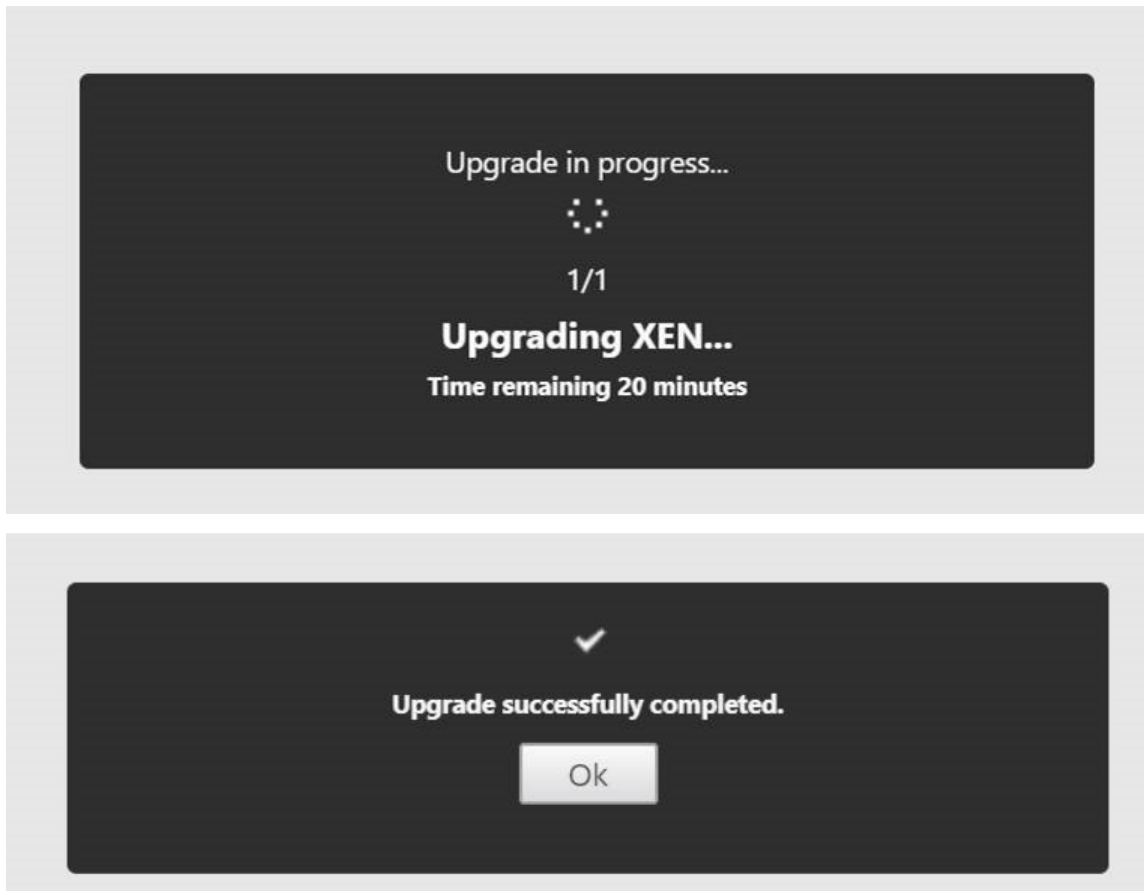 Upgrade in progress...
1/1
Upgrading XEN...
Time remaining 20 minutes
Upgrade successfully completed.
Ok